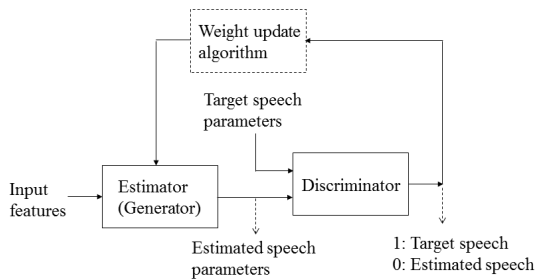 Weight update
algorithm
Target speech
parameters
Input
features
Estimator
(Generator)
Discriminator
Estimated speech
parameters
1: Target speech
0: Estimated speech